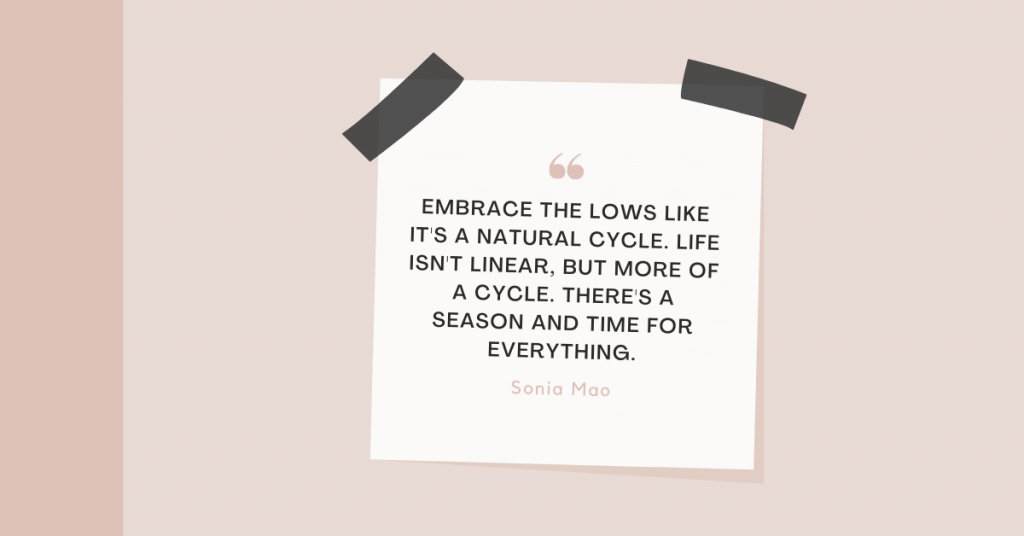 “
EMBRACE THE LOWS LIKE
IT'S A NATURAL CYCLE. LIFE
ISN'T LINEAR, BUT MORE OF
A CYCLE. THERE'S A
SEASON AND TIME FOR
EVERYTHING.
Sonia Mao